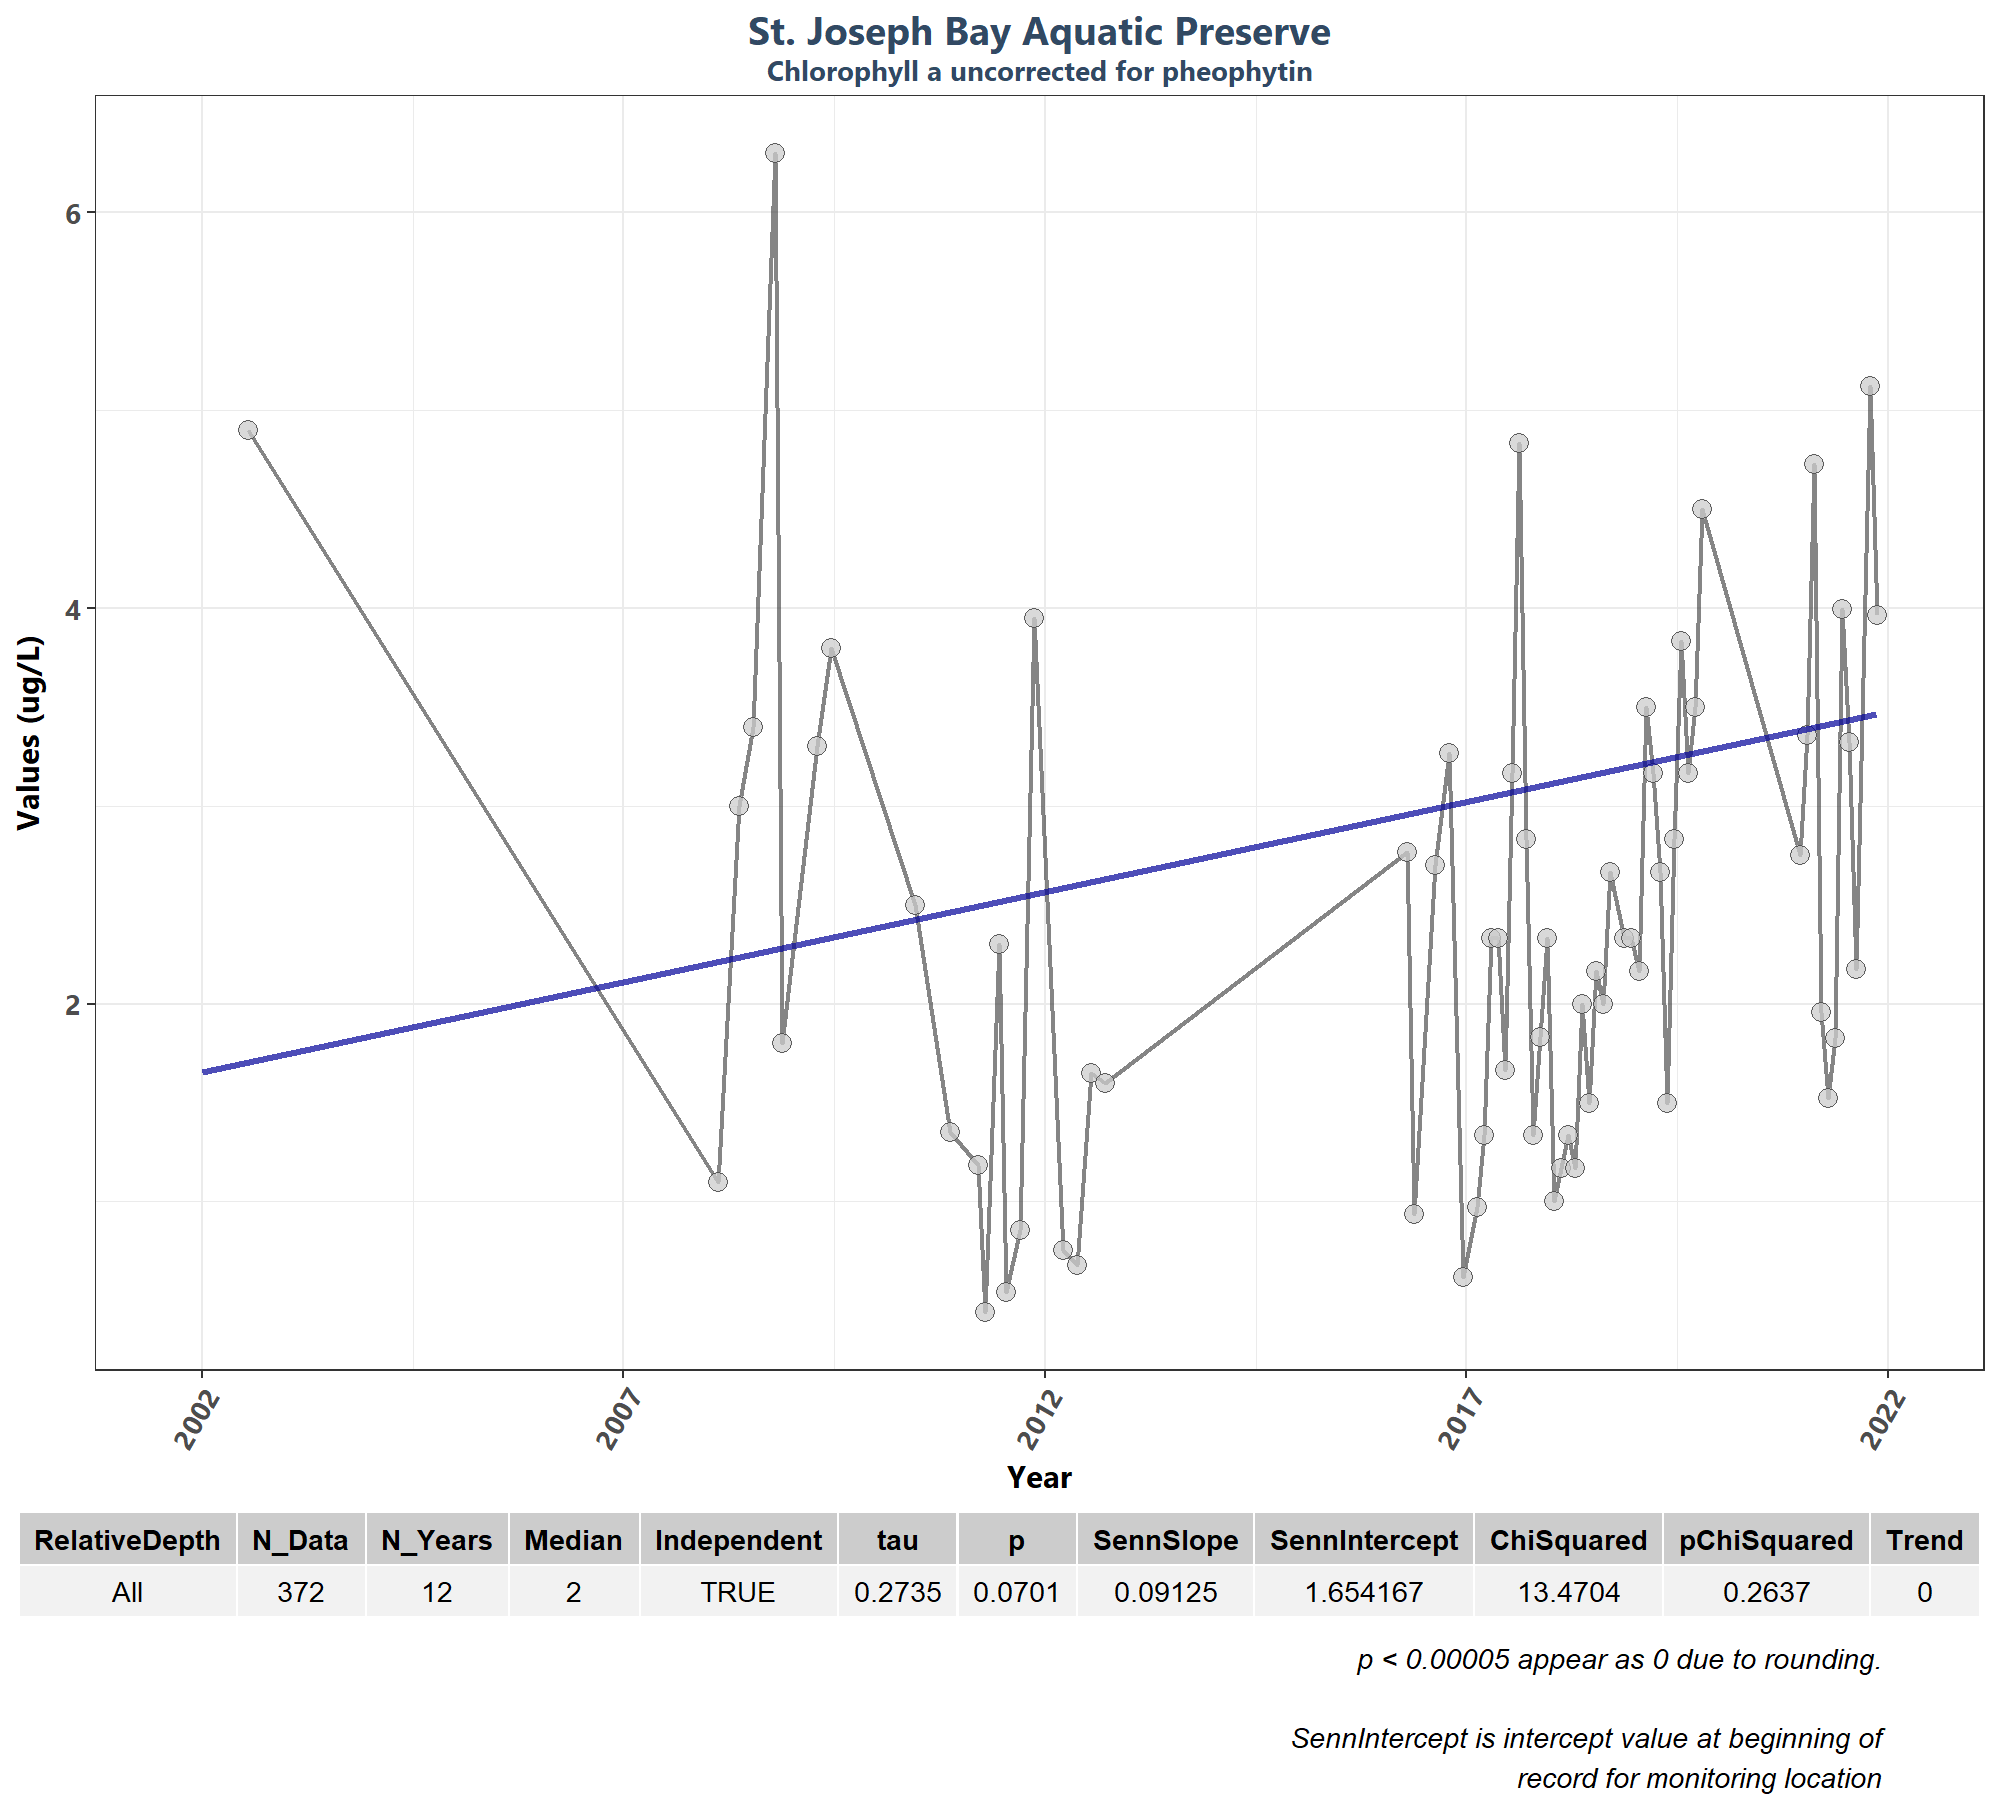 St. Joseph Bay Aquatic Preserve
Chlorophyll a uncorrected for pheophytin
Values (ug/L)
6
4
2
2002
2007
2012
2017
2022
Year
RelativeDepth N_Data N_Years Median Independent tau p SennSlope SennIntercept ChiSquared pChiSquared Trend
All 372 12 2 TRUE 0.2735 0.0701 0.09125 1.654167 13.4704 0.2637 0
p < 0.00005 appear as 0 due to rounding.
SennIntercept is intercept value at beginning of
record for monitoring location